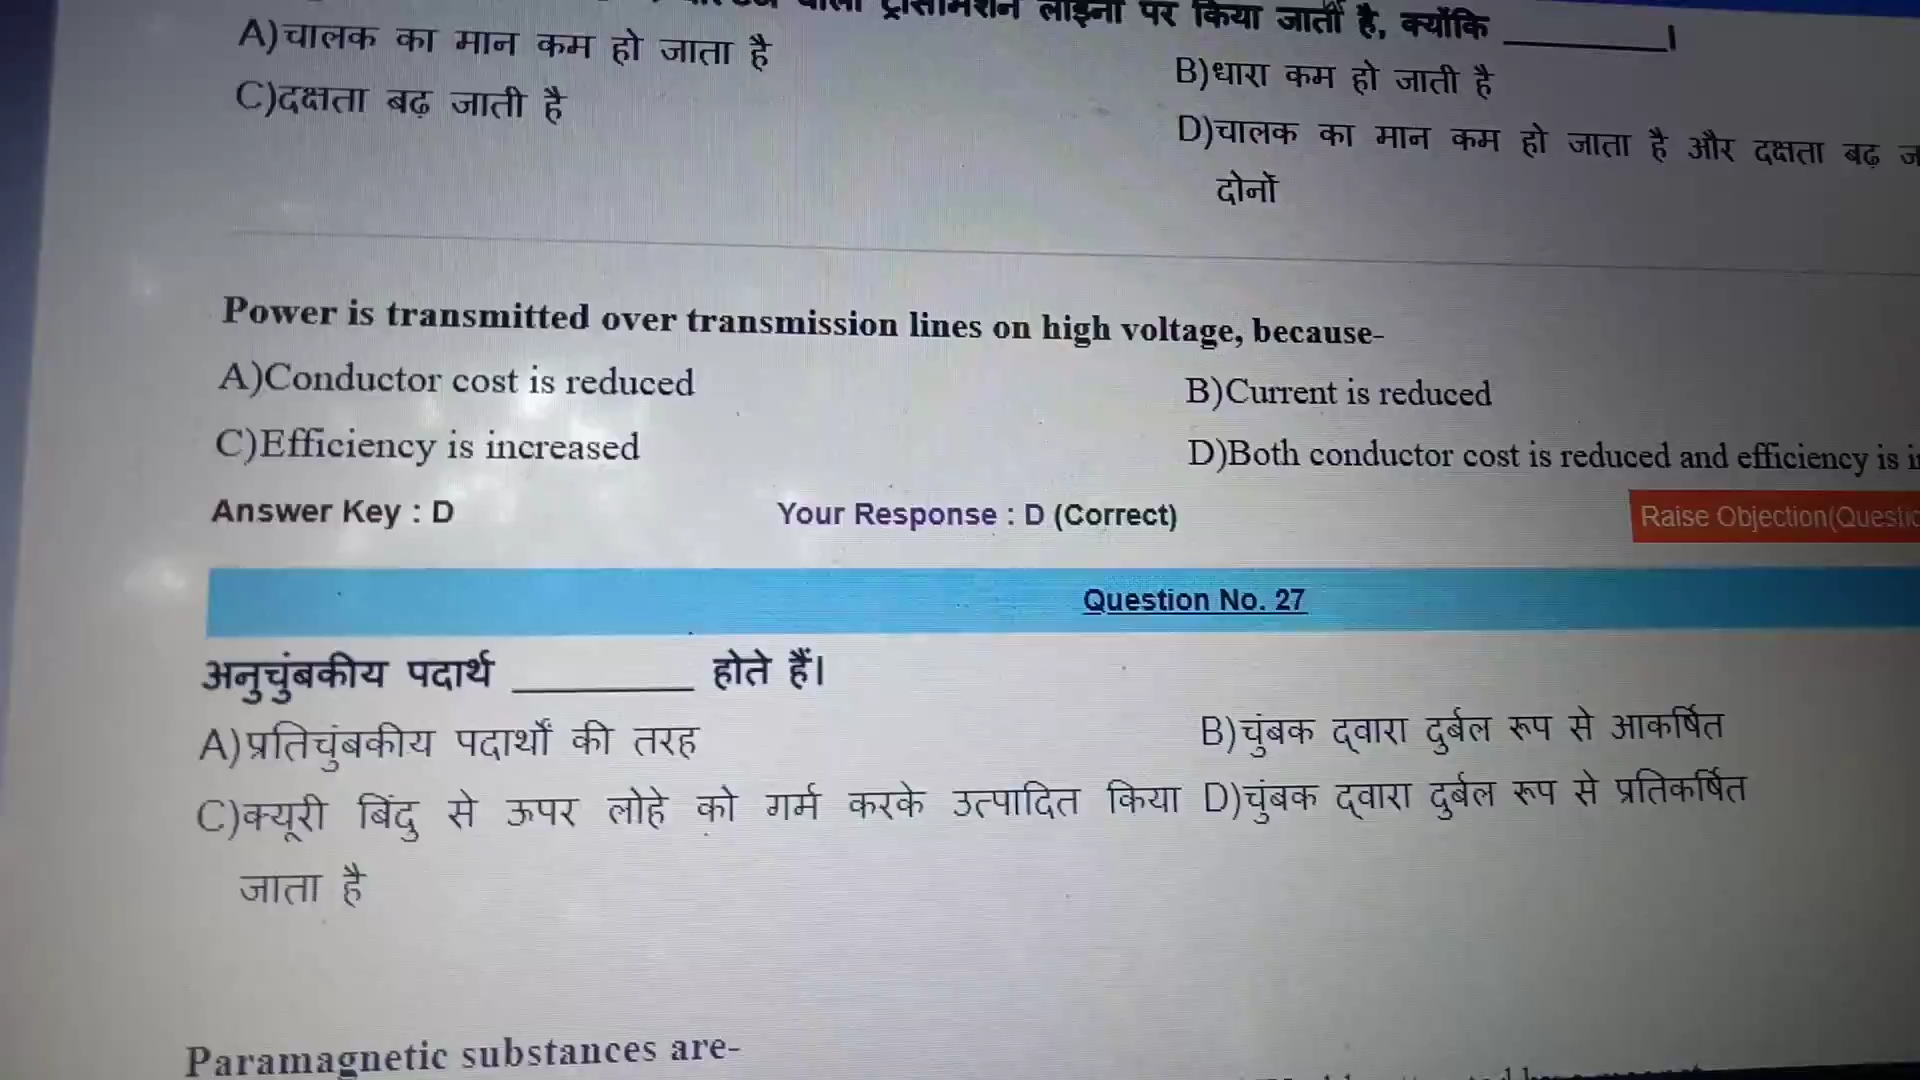 ट्रांसमिशन लाइनों पर किया जाता है, क्योंकि ________।
A)चालक का मान कम हो जाता है
B)धारा कम हो जाती है
C)दक्षता बढ़ जाती है
D)चालक का मान कम हो जाता है और दक्षता बढ़
दोनों
Power is transmitted over transmission lines on high voltage, because-
A)Conductor cost is reduced
B)Current is reduced
C)Efficiency is increased
D)Both conductor cost is reduced and efficiency is
Answer Key : D
Your Response : D (Correct)
Raise Objection(
Question No. 27
अनुचुंबकीय पदार्थ ________ होते हैं।
A)प्रतिचुंबकीय पदार्थों की तरह
B)चुंबक द्वारा दुर्बल रूप से आकर्षित
C)क्यूरी बिंदु से ऊपर लोहे को गर्म करके उत्पादित किया
जाता है
D)चुंबक द्वारा दुर्बल रूप से प्रतिकर्षित
Paramagnetic substances are-